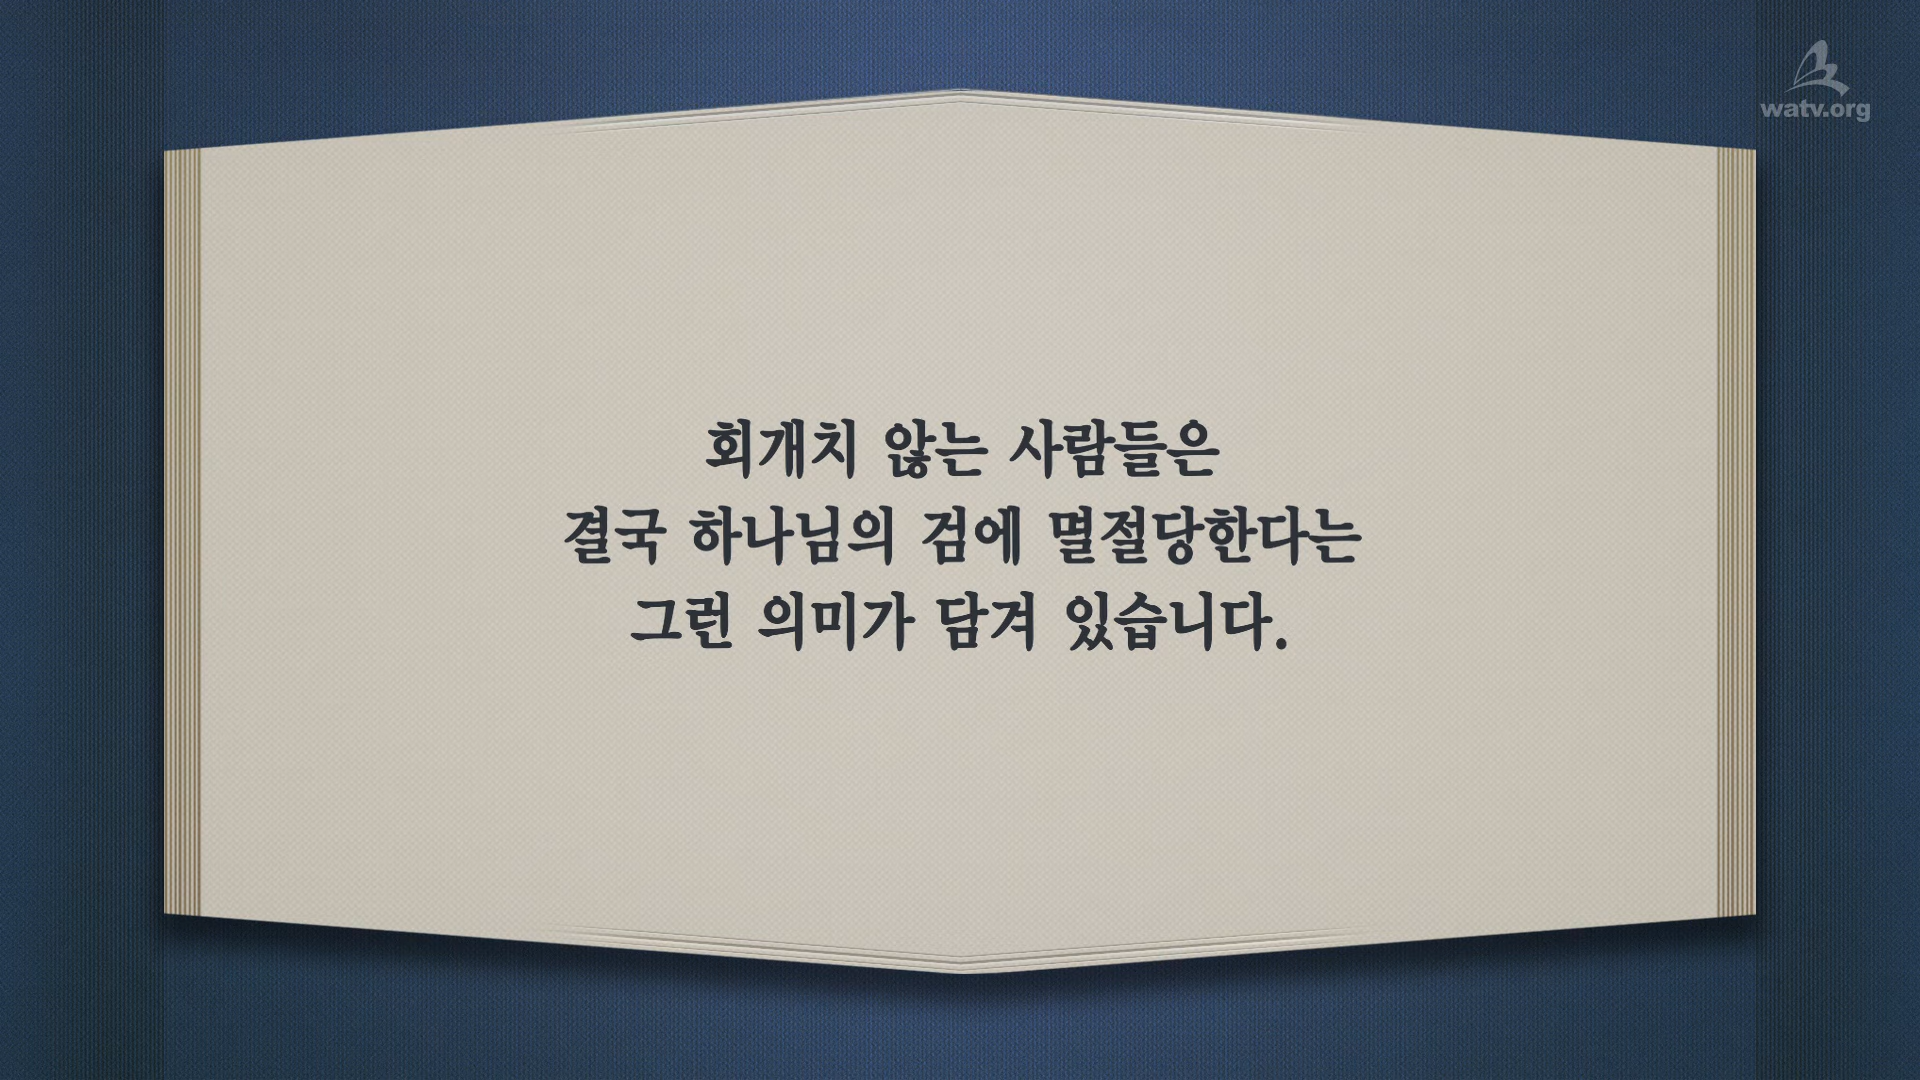 watv.org
회개치 않는 사람들은
결국 하나님의 검에 멸절당한다는
그런 의미가 담겨 있습니다.